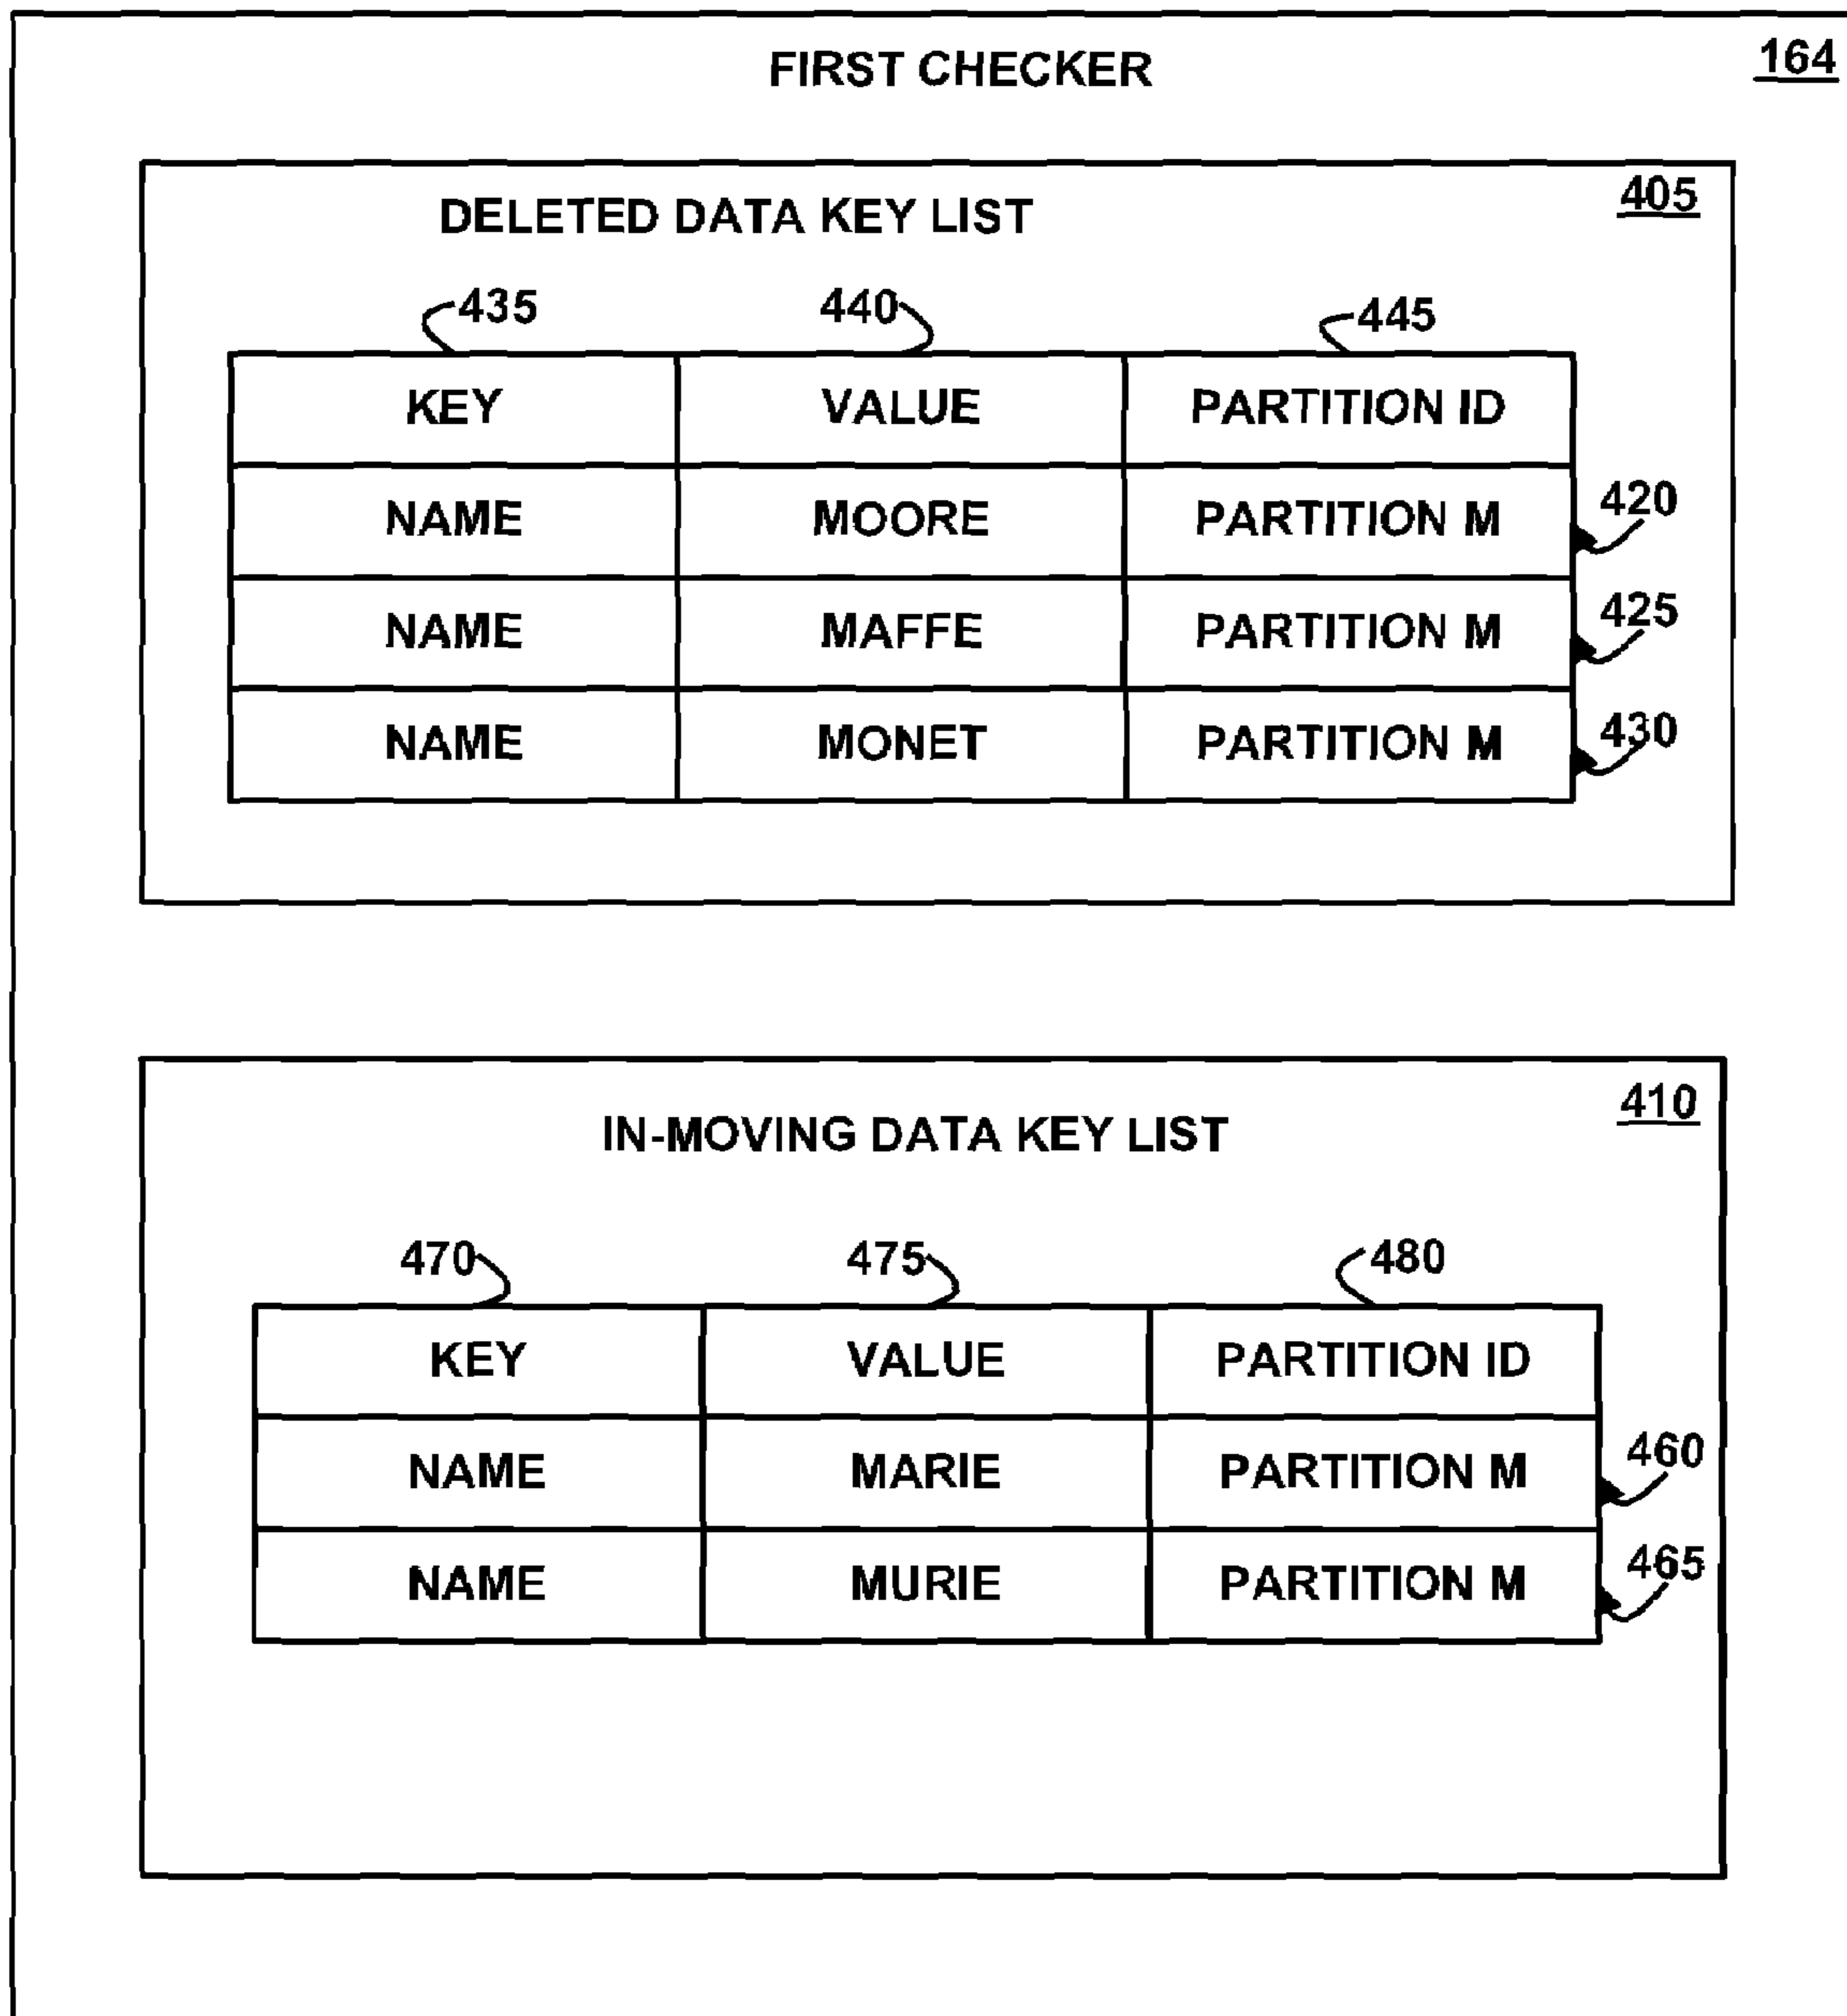 FIRST CHECKER 164
DELETED DATA KEY LIST 405
435 440 445
KEY VALUE PARTITION ID
NAME MOORE PARTITION M 420
NAME MAFFE PARTITION M 425
NAME MONET PARTITION M 430
IN-MOVING DATA KEY LIST 410
470 475 480
KEY VALUE PARTITION ID
NAME MARIE PARTITION M 460
NAME MURIE PARTITION M 465